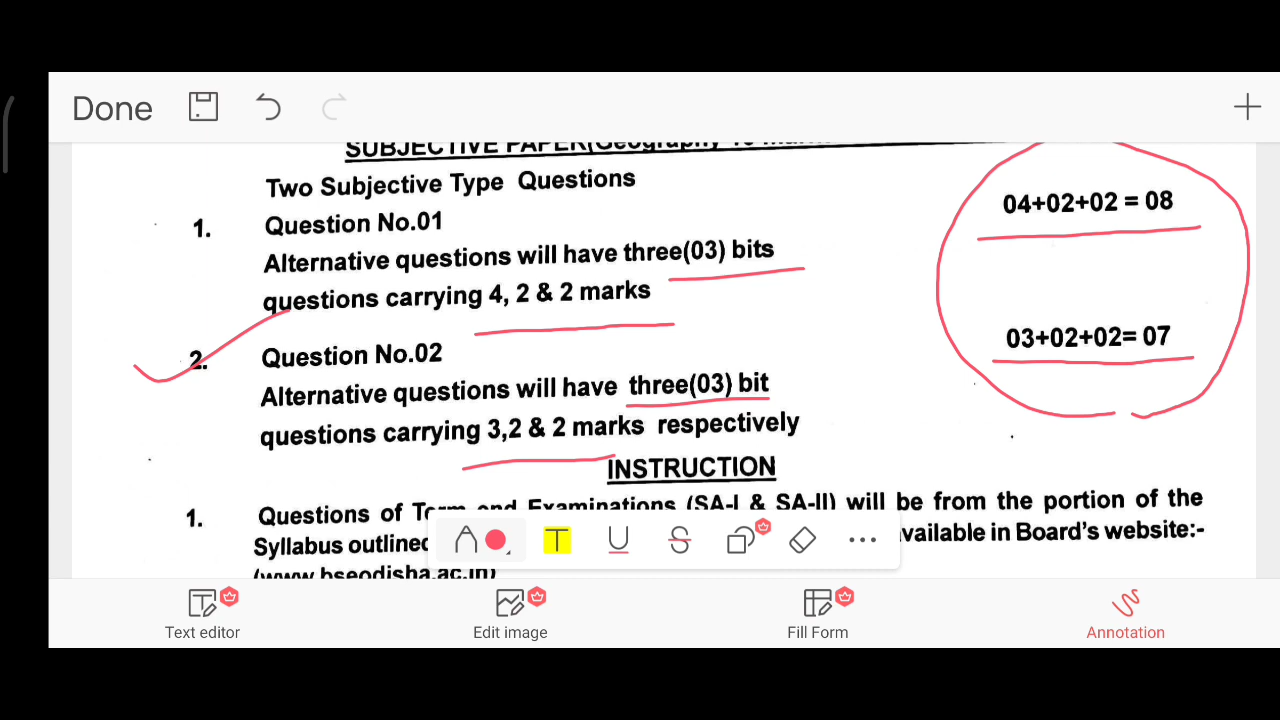 Done
SUBJECTIVE PAPER(Geography
Two Subjective Type Questions
04+02+02 = 08
1. Question No.01
Alternative questions will have three(03) bits
questions carrying 4, 2 & 2 marks
03+02+02= 07
2. Question No.02
Alternative questions will have three(03) bit
questions carrying 3,2 & 2 marks respectively
INSTRUCTION
1. Questions of Term end Examinations (SA-I & SA-II) will be from the portion of the
Syllabus outlined vailable in Board's website:-
(www.bseodisha.ac.in)
T U S
Text editor Edit image Fill Form Annotation